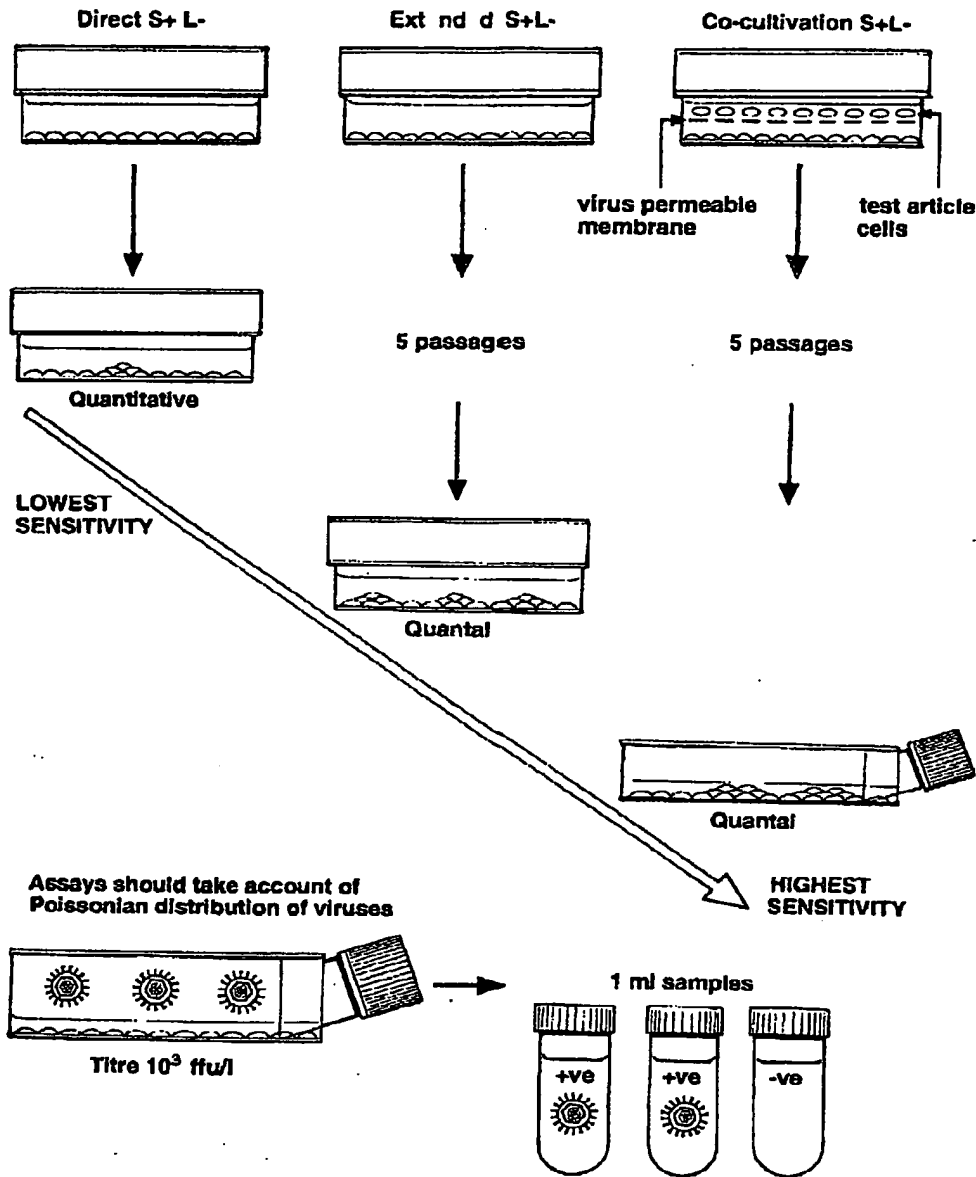 Direct S+ L-
Ext nd d S+L-
Co-cultivation S+L-
virus permeable
membrane
test article
cells
5 passages
5 passages
Quantitative
LOWEST
SENSITIVITY
Quantal
Quantal
HIGHEST
SENSITIVITY
Assays should take account of
Poissonian distribution of viruses
Titre 10³ ffu/l
1 ml samples
+ve
+ve
-ve